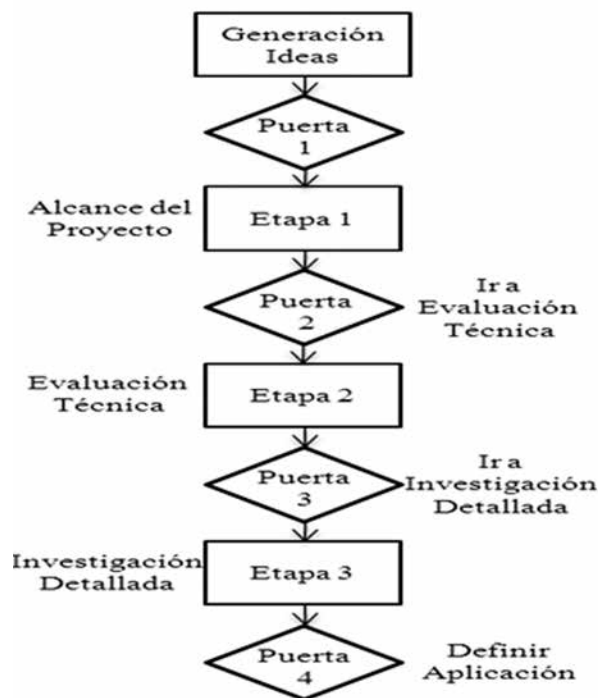 Generación
Ideas
Puerta
1
Alcance del
Proyecto
Etapa 1
Puerta
2
Ir a
Evaluación
Técnica
Evaluación
Técnica
Etapa 2
Puerta
3
Ir a
Investigación
Detallada
Investigación
Detallada
Etapa 3
Puerta
4
Definir
Aplicación